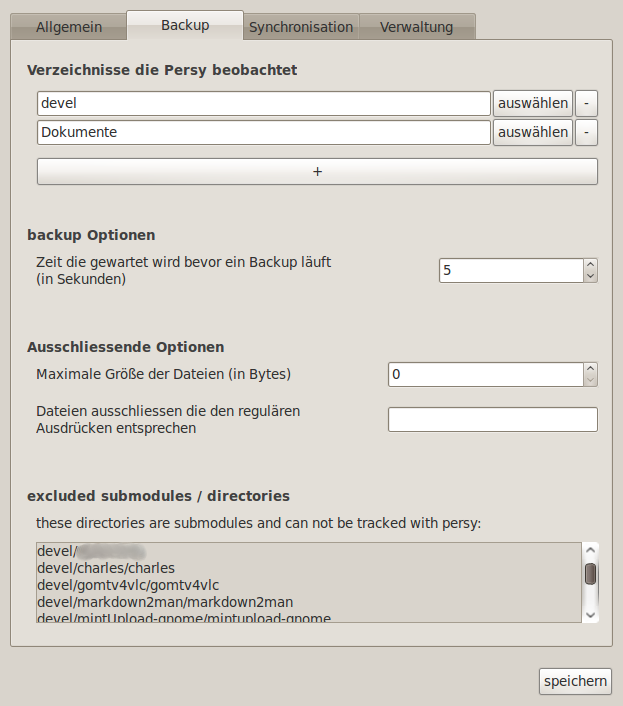 Allgemein Backup Synchronisation Verwaltung
Verzeichnisse die Persy beobachtet
devel auswählen -
Dokumente auswählen -
+
backup Optionen
Zeit die gewartet wird bevor ein Backup läuft
(in Sekunden)
5
Ausschliessende Optionen
Maximale Größe der Dateien (in Bytes) 0
Dateien ausschliessen die den regulären
Ausdrücken entsprechen
excluded submodules / directories
these directories are submodules and can not be tracked with persy:
devel/
devel/charles/charles
devel/gomtv4vlc/gomtv4vlc
devel/markdown2man/markdown2man
devel/mintUpload-gnome/mintupload-gnome
speichern